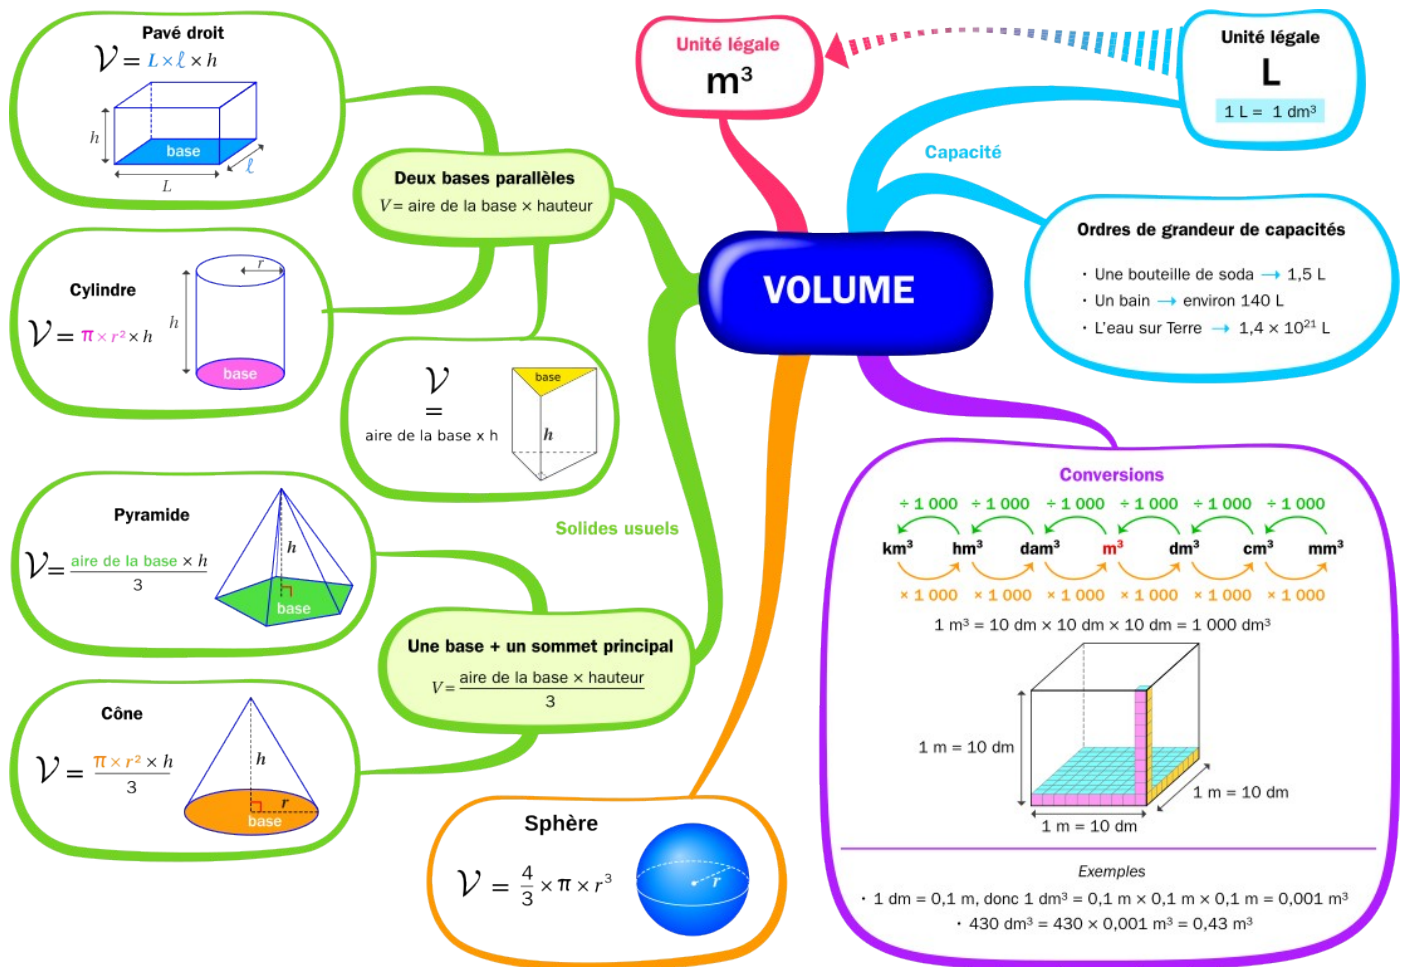 VOLUME
Unité légale
m³
Unité légale
L
1 L = 1 dm³
Capacité
Ordres de grandeur de capacités
· Une bouteille de soda → 1,5 L
· Un bain → environ 140 L
· L'eau sur Terre → 1,4 × 10²¹ L
Pavé droit
V = L × ℓ × h
h
base
L
ℓ
Deux bases parallèles
V = aire de la base × hauteur
Cylindre
V = π × r² × h
r
h
base
V
=
aire de la base x h
base
h
Solides usuels
Pyramide
V = aire de la base × h
3
h
base
Une base + un sommet principal
V = aire de la base × hauteur
3
Cône
V = π × r² × h
3
h
r
base
Sphère
V = 4/3 × π × r³
r
Conversions
÷ 1 000 ÷ 1 000 ÷ 1 000 ÷ 1 000 ÷ 1 000 ÷ 1 000
km³ hm³ dam³ m³ dm³ cm³ mm³
× 1 000 × 1 000 × 1 000 × 1 000 × 1 000 × 1 000
1 m³ = 10 dm × 10 dm × 10 dm = 1 000 dm³
1 m = 10 dm
1 m = 10 dm
1 m = 10 dm
Exemples
· 1 dm = 0,1 m, donc 1 dm³ = 0,1 m × 0,1 m × 0,1 m = 0,001 m³
· 430 dm³ = 430 × 0,001 m³ = 0,43 m³